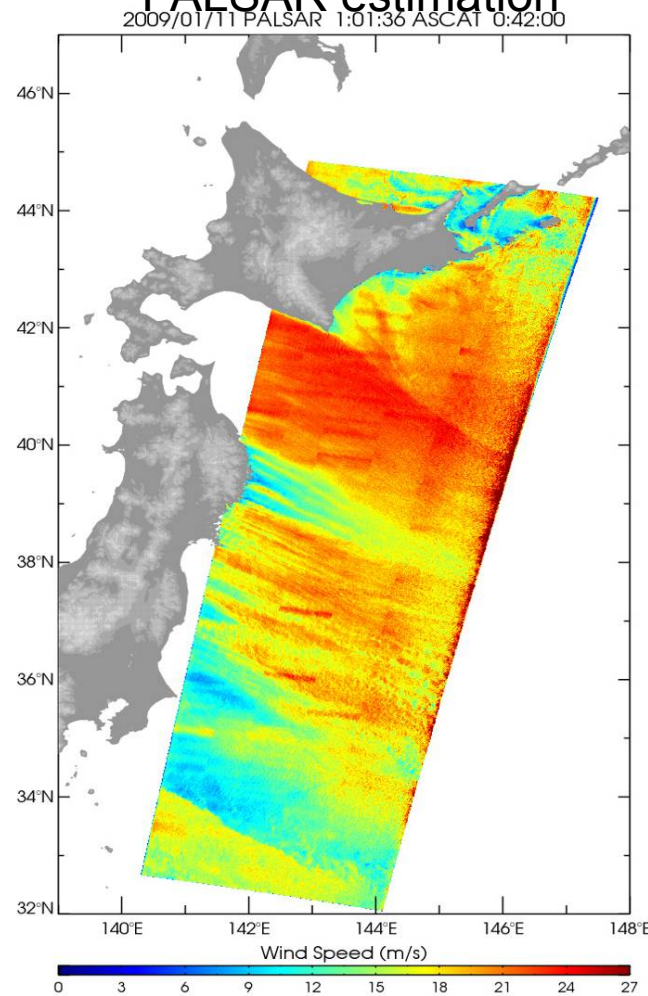 PALSAR estimation
2009/01/11 PALSAR 1:01:36 ASCAT 0:42:00
46°N
44°N
42°N
40°N
38°N
36°N
34°N
32°N
140°E 142°E 144°E 146°E 148°E
Wind Speed (m/s)
0 3 6 9 12 15 18 21 24 27